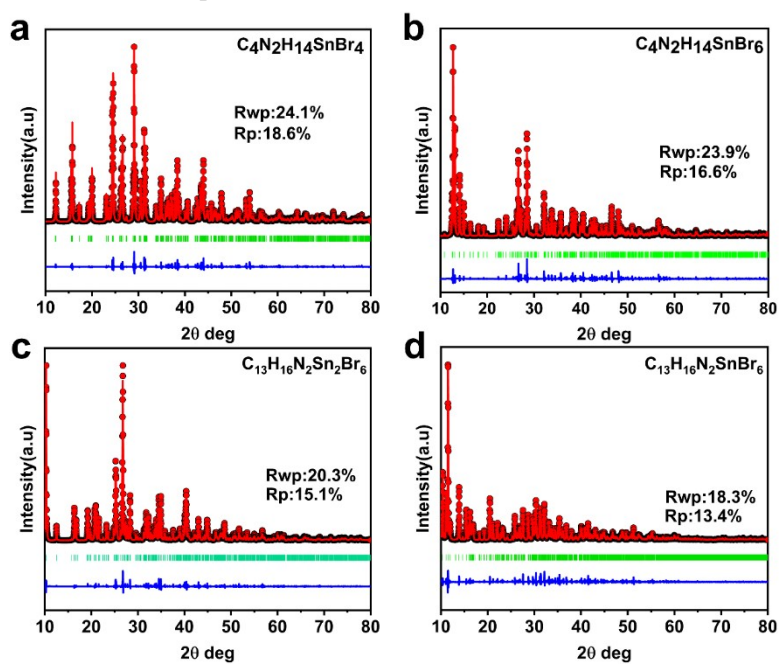 a
C4N2H14SnBr4
Rwp:24.1%
Rp:18.6%
Intensity(a.u)
10 20 30 40 50 60 70 80
2θ deg
b
C4N2H14SnBr6
Rwp:23.9%
Rp:16.6%
Intensity(a.u)
10 20 30 40 50 60 70 80
2θ deg
c
C13H16N2Sn2Br6
Rwp:20.3%
Rp:15.1%
Intensity(a.u)
10 20 30 40 50 60 70 80
2θ deg
d
C13H16N2SnBr6
Rwp:18.3%
Rp:13.4%
Intensity(a.u)
10 20 30 40 50 60 70 80
2θ deg